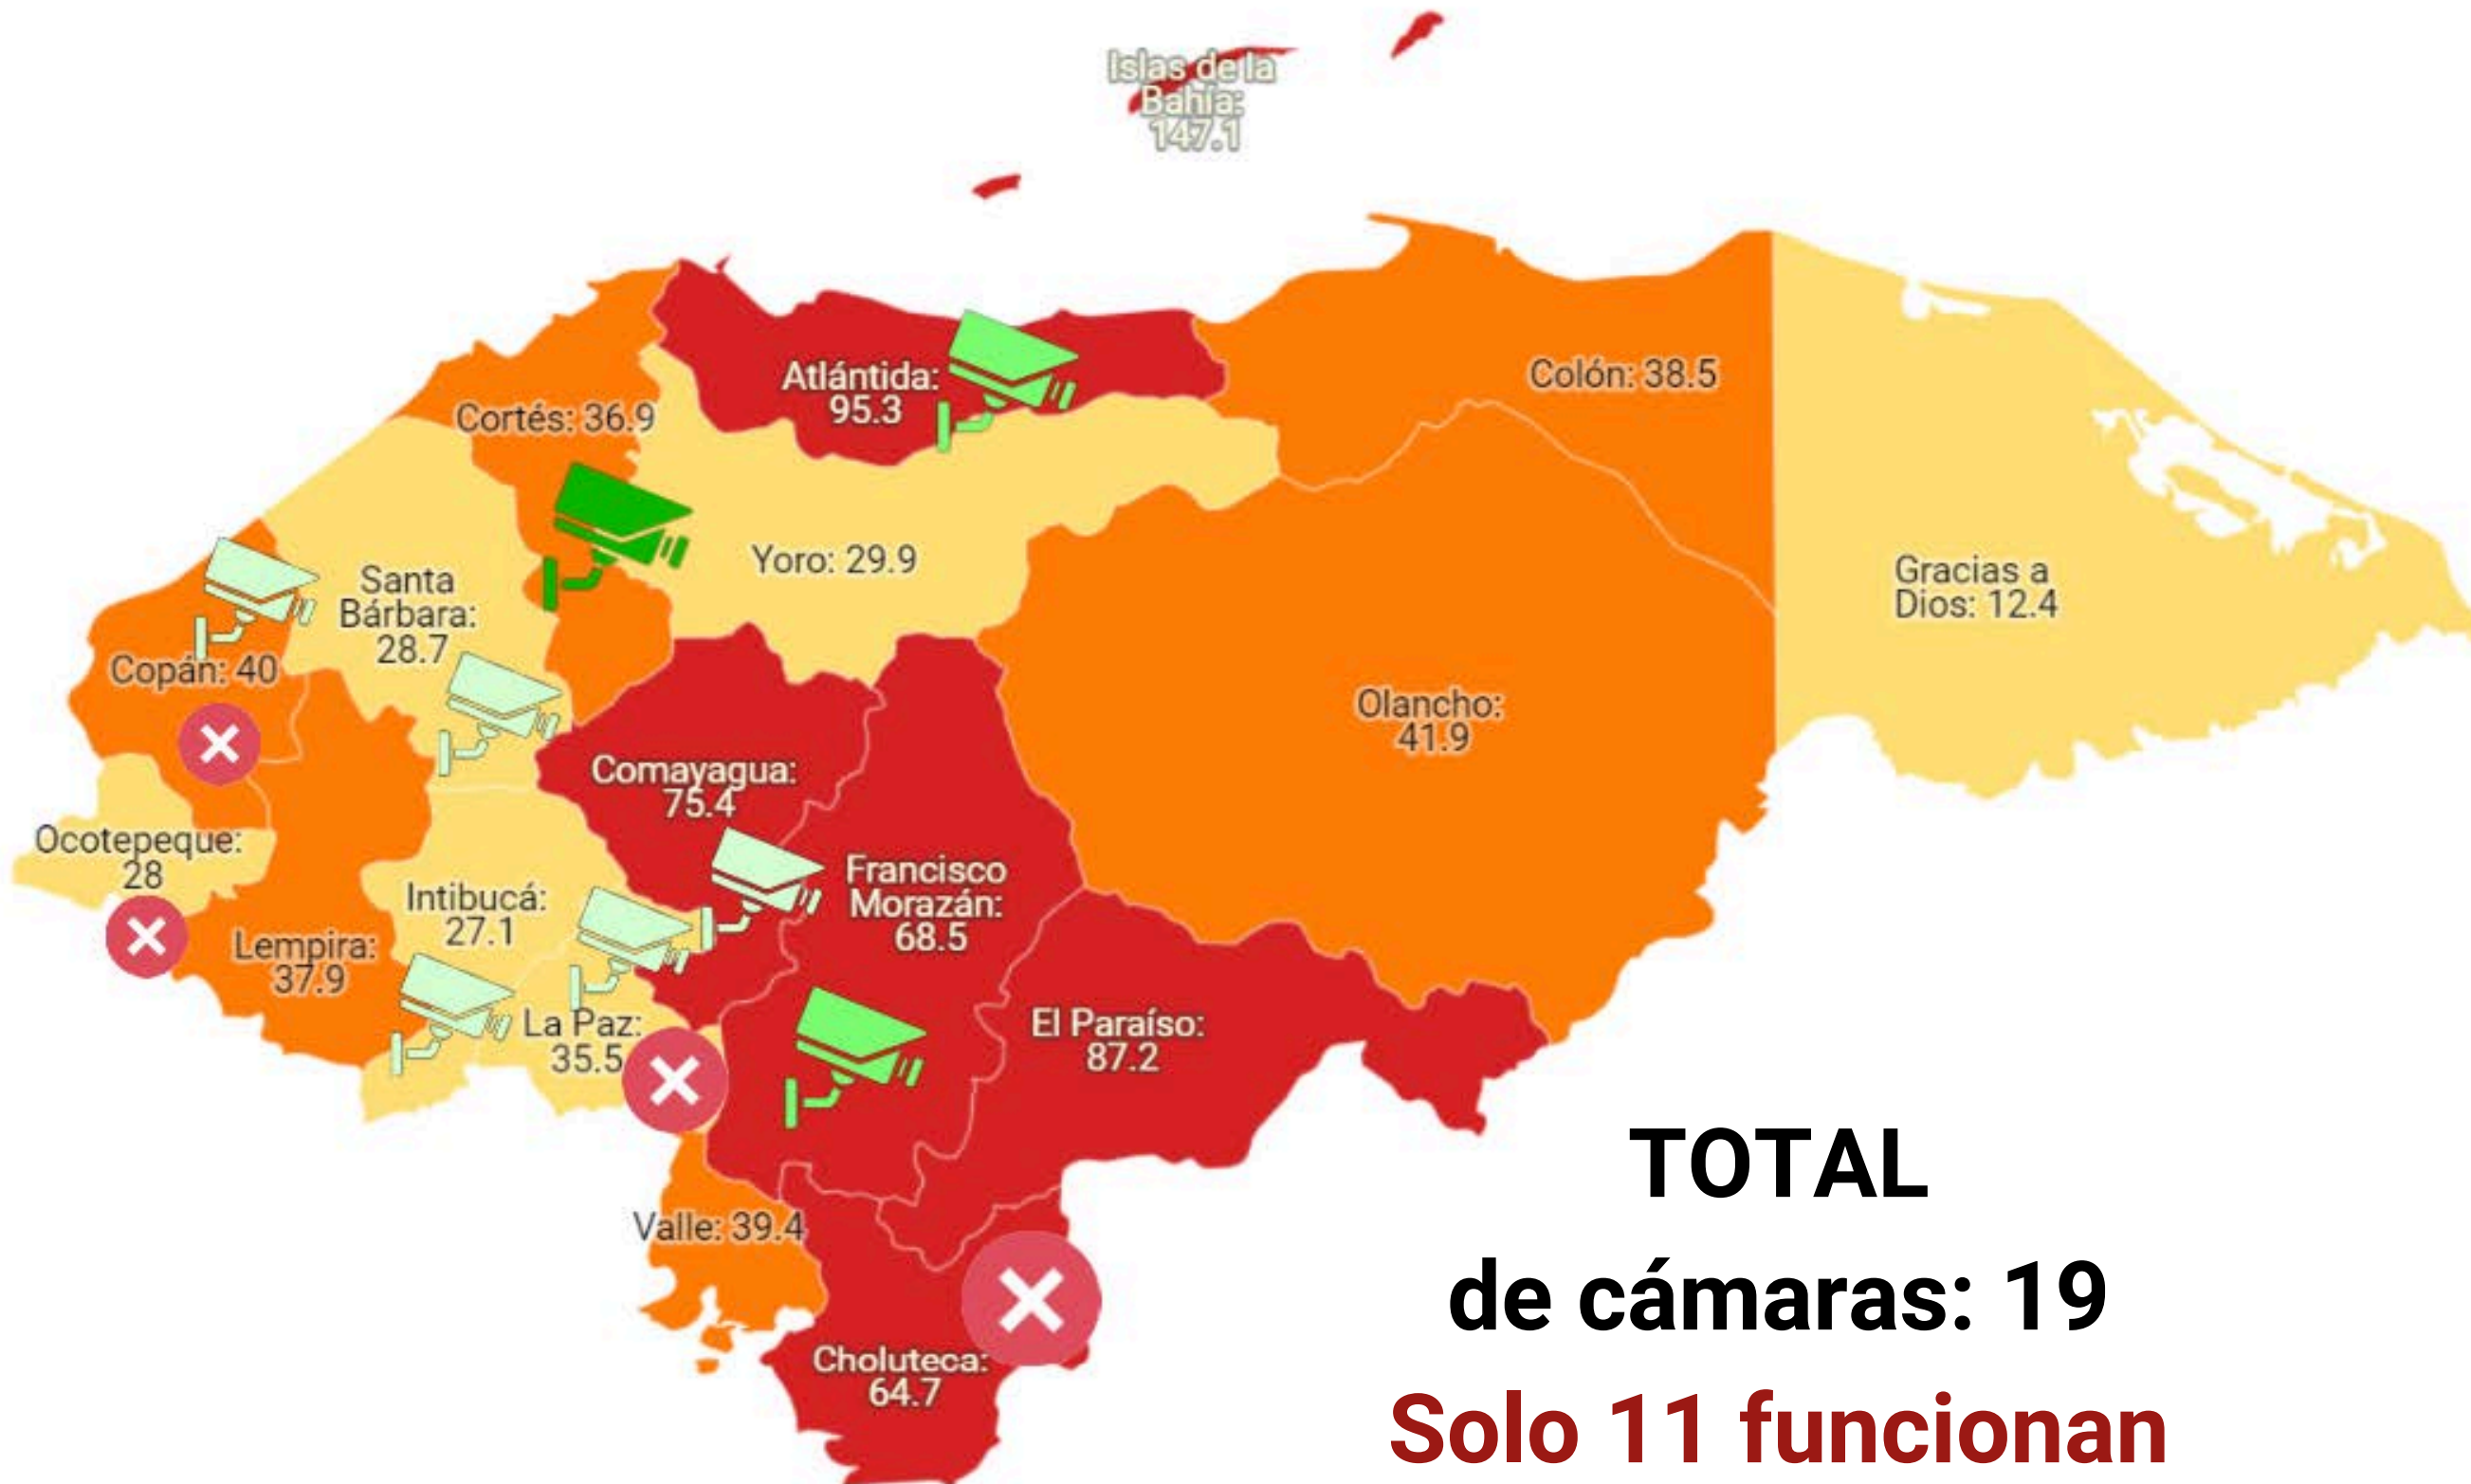 Islas de la
Bahía:
147.1
Atlántida:
95.3
Colón: 38.5
Cortés: 36.9
Yoro: 29.9
Santa
Bárbara:
28.7
Gracias a
Dios: 12.4
Copán: 40
Olancho:
41.9
Comayagua:
75.4
Ocotepeque:
28
Francisco
Morazán:
68.5
Intibucá:
27.1
Lempira:
37.9
La Paz:
35.5
El Paraíso:
87.2
Valle: 39.4
Choluteca:
64.7
TOTAL
de cámaras: 19
Solo 11 funcionan